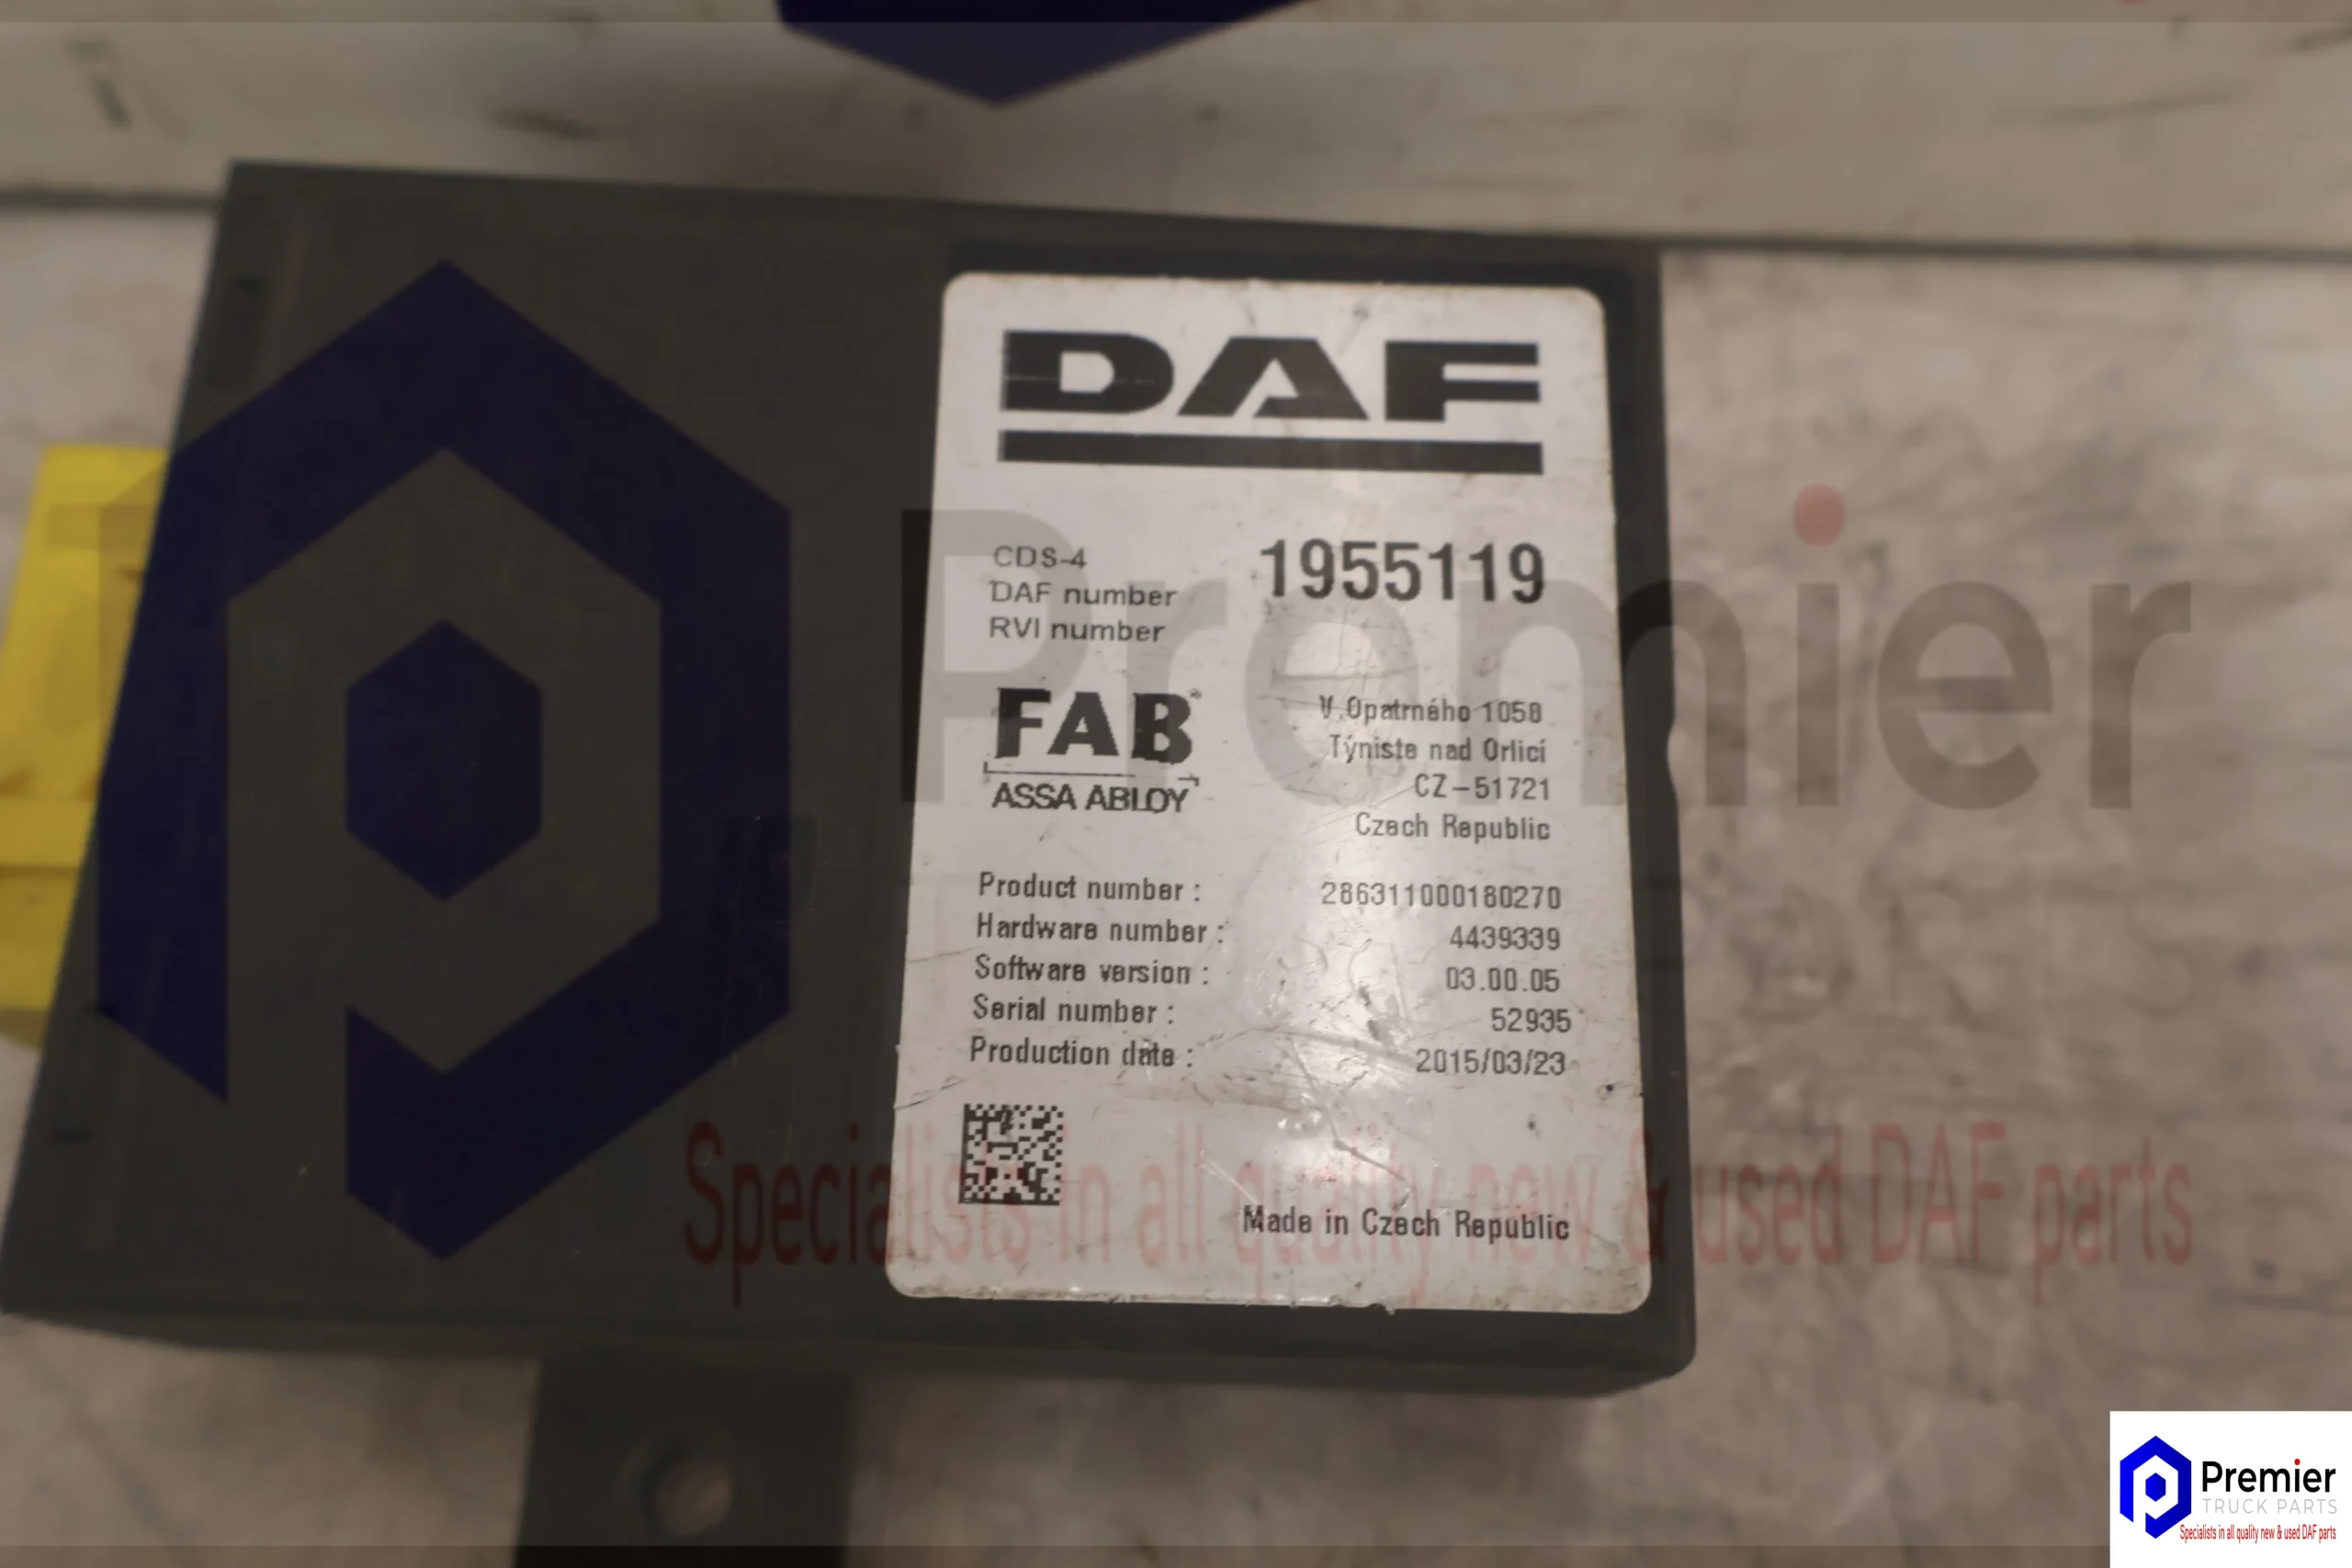 DAF
CDS-4
DAF number 1955119
RVI number
FAB®
ASSA ABLOY
V.Opatrného 1058
Týniste nad Orlicí
CZ-51721
Czech Republic
Product number : 286311000180270
Hardware number : 4439339
Software version : 03.00.05
Serial number : 52935
Production date : 2015/03/23
Made in Czech Republic
Premier
Specialists in all quality new & used DAF parts
Premier
TRUCK PARTS
Specialists in all quality new & used DAF parts